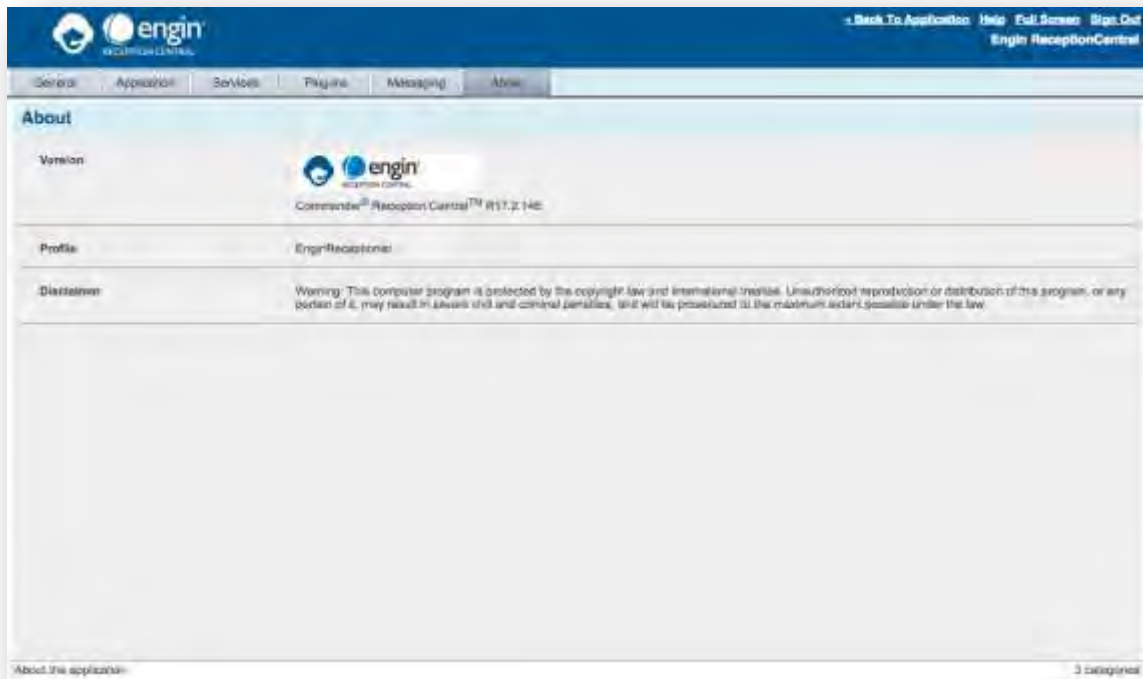 engin
RECEPTION CENTRAL
« Back To Application Help Full Screen Sign Out
Engin ReceptionCentral
General Application Services Plug-ins Messaging About
About
Version
engin
RECEPTION CENTRAL
Commander® Reception Central™ R17.2.146
Profile
EnginReceptionist
Disclaimer
Warning: This computer program is protected by the copyright law and international treaties. Unauthorized reproduction or distribution of this program, or any
portion of it, may result in severe civil and criminal penalties, and will be prosecuted to the maximum extent possible under the law.
About the application
3 categories